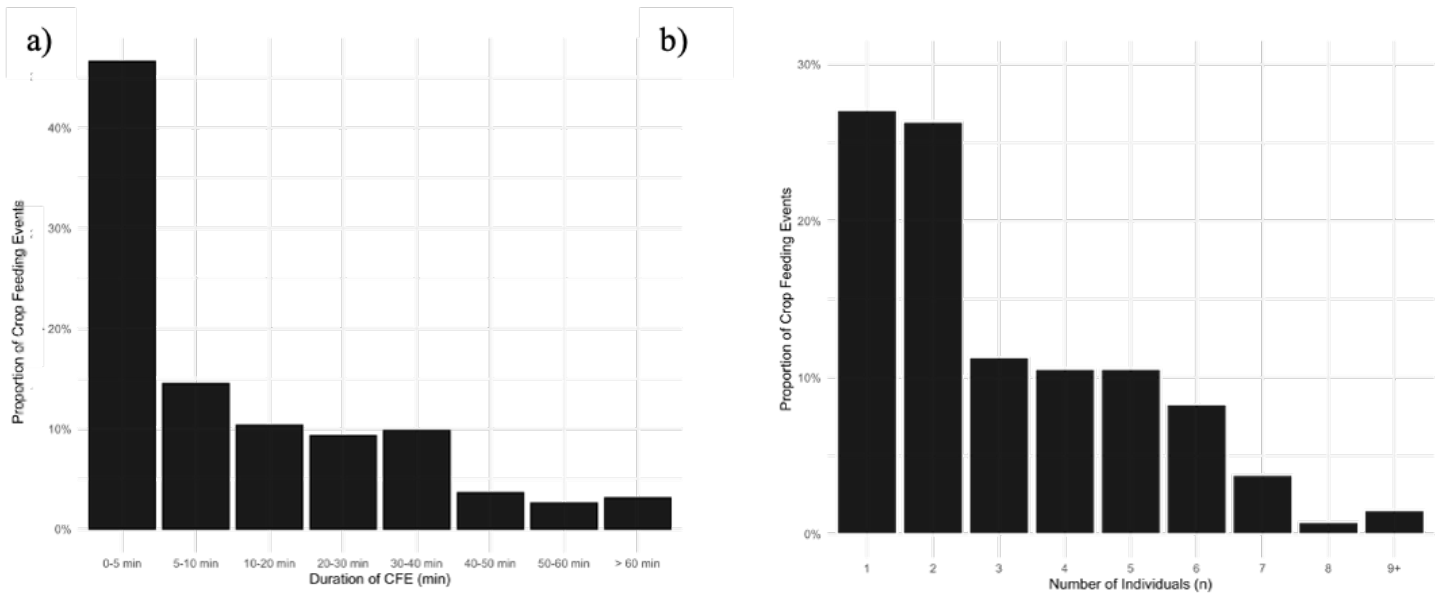 a)
Proportion of Crop Feeding Events
40%
30%
20%
10%
0%
0-5 min 5-10 min 10-20 min 20-30 min 30-40 min 40-50 min 50-60 min > 60 min
Duration of CFE (min)
b)
Proportion of Crop Feeding Events
30%
20%
10%
0%
1 2 3 4 5 6 7 8 9+
Number of Individuals (n)